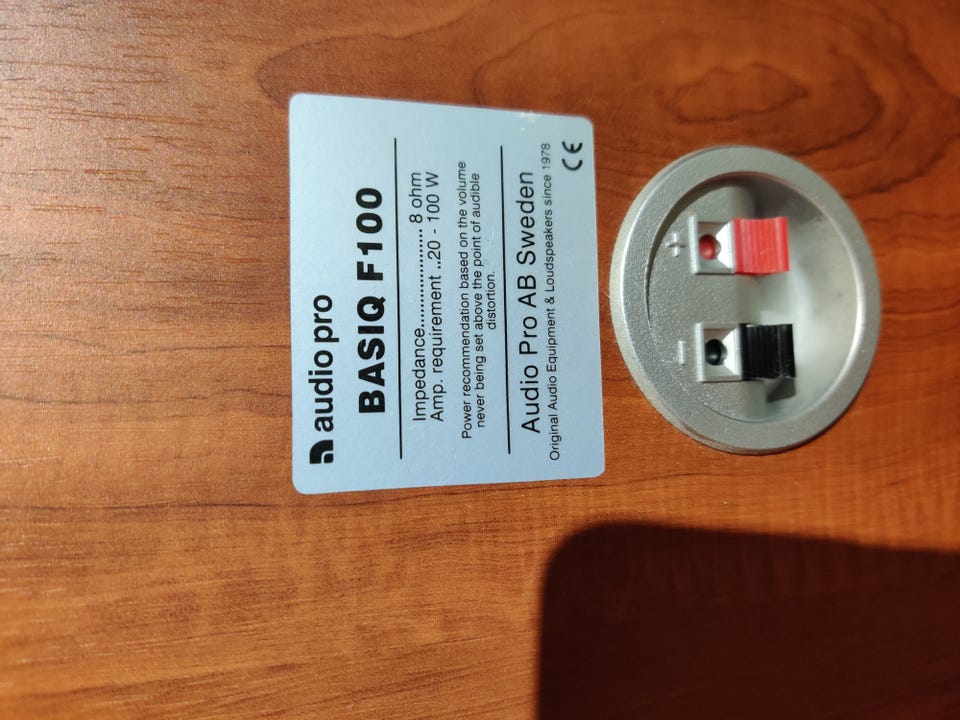 audio pro
BASIQ F100
Impedance....................... 8 ohm
Amp. requirement ..20 - 100 W
Power recommendation based on the volume
never being set above the point of audible
distortion.
Audio Pro AB Sweden
Original Audio Equipment & Loudspeakers since 1978
CE
+
-